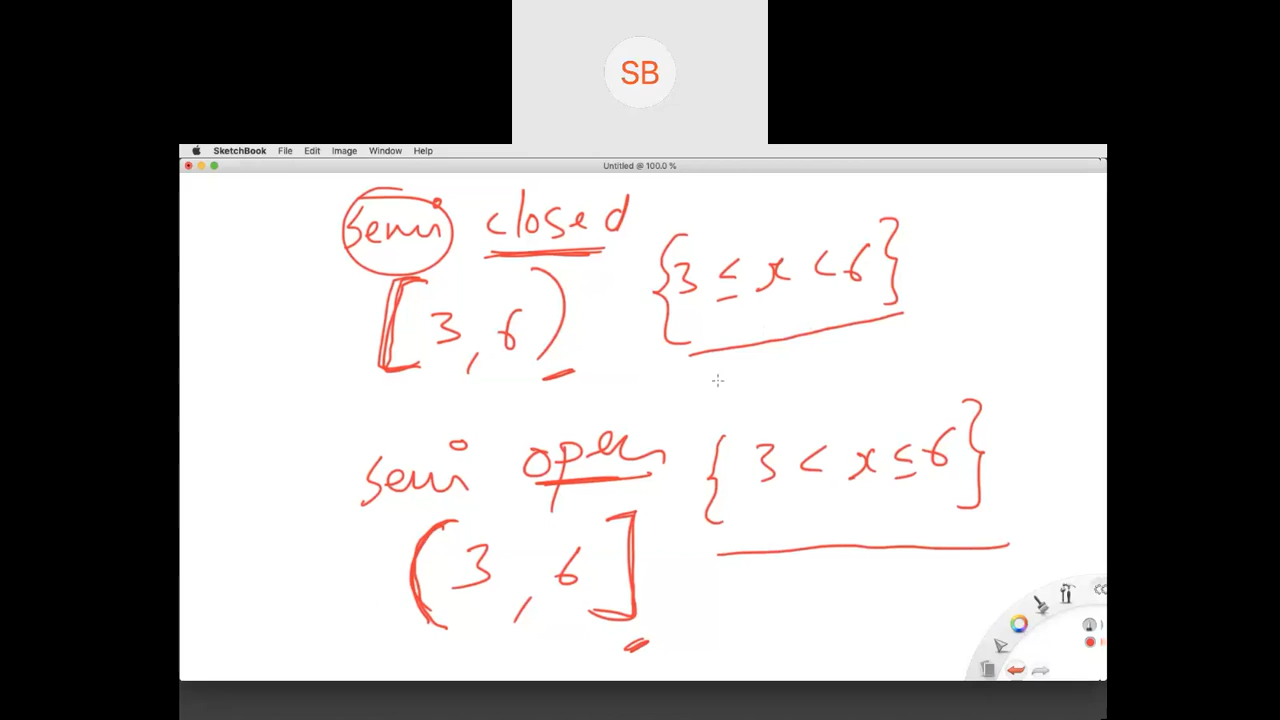 SB
SketchBook File Edit Image Window Help
Untitled @ 100.0 %
semi closed
[3, 6) {3 ≤ x < 6}
semi open {3 < x ≤ 6}
(3, 6]